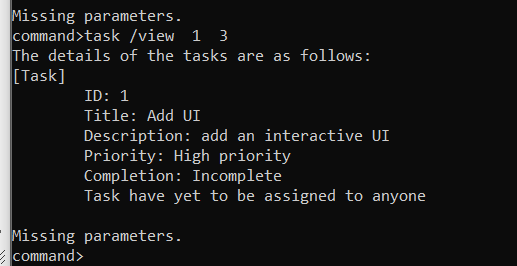 Missing parameters.
command>task /view  1  3
The details of the tasks are as follows:
[Task]
        ID: 1
        Title: Add UI
        Description: add an interactive UI
        Priority: High priority
        Completion: Incomplete
        Task have yet to be assigned to anyone

Missing parameters.
command>